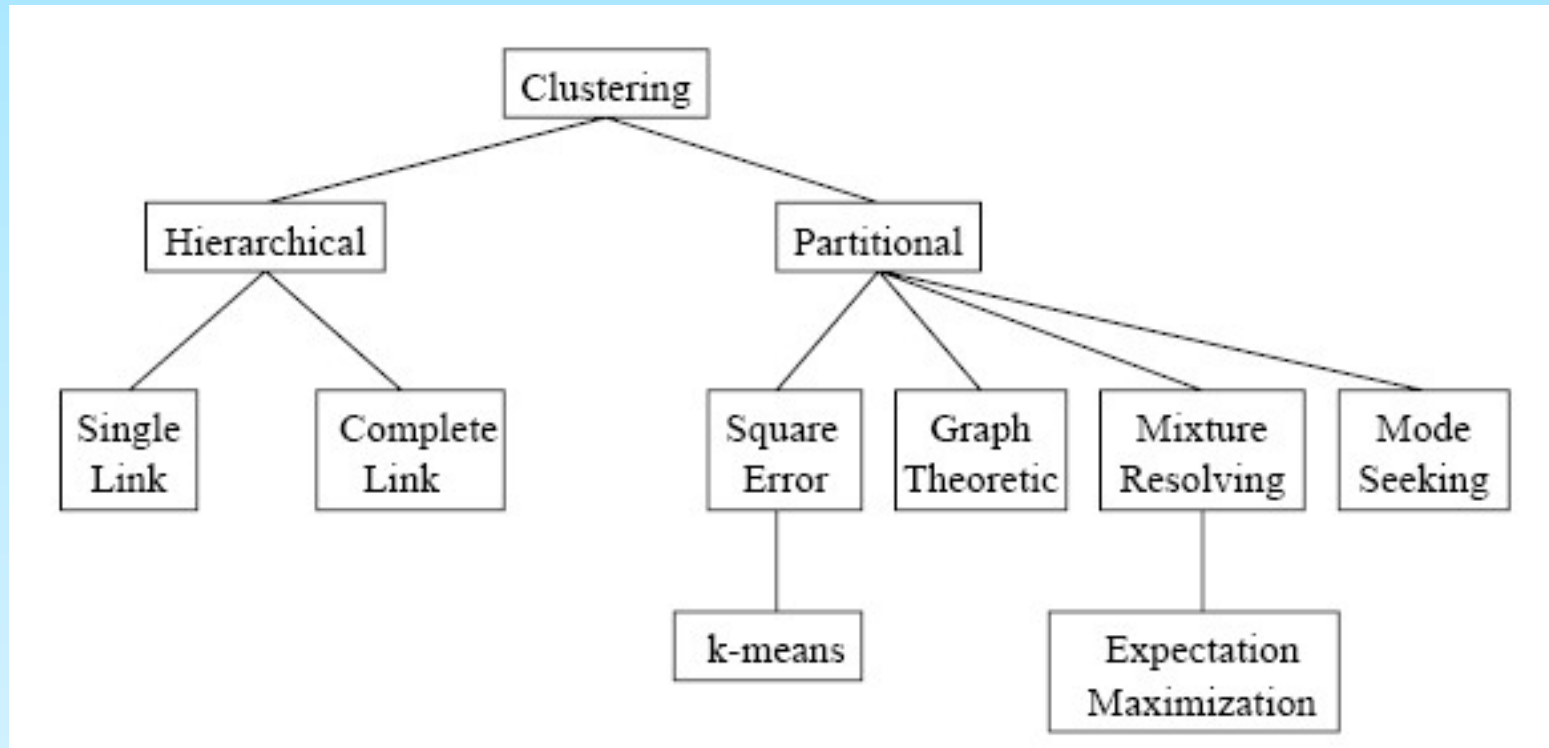 Clustering
Hierarchical
Partitional
Single
Link
Complete
Link
Square
Error
Graph
Theoretic
Mixture
Resolving
Mode
Seeking
k-means
Expectation
Maximization